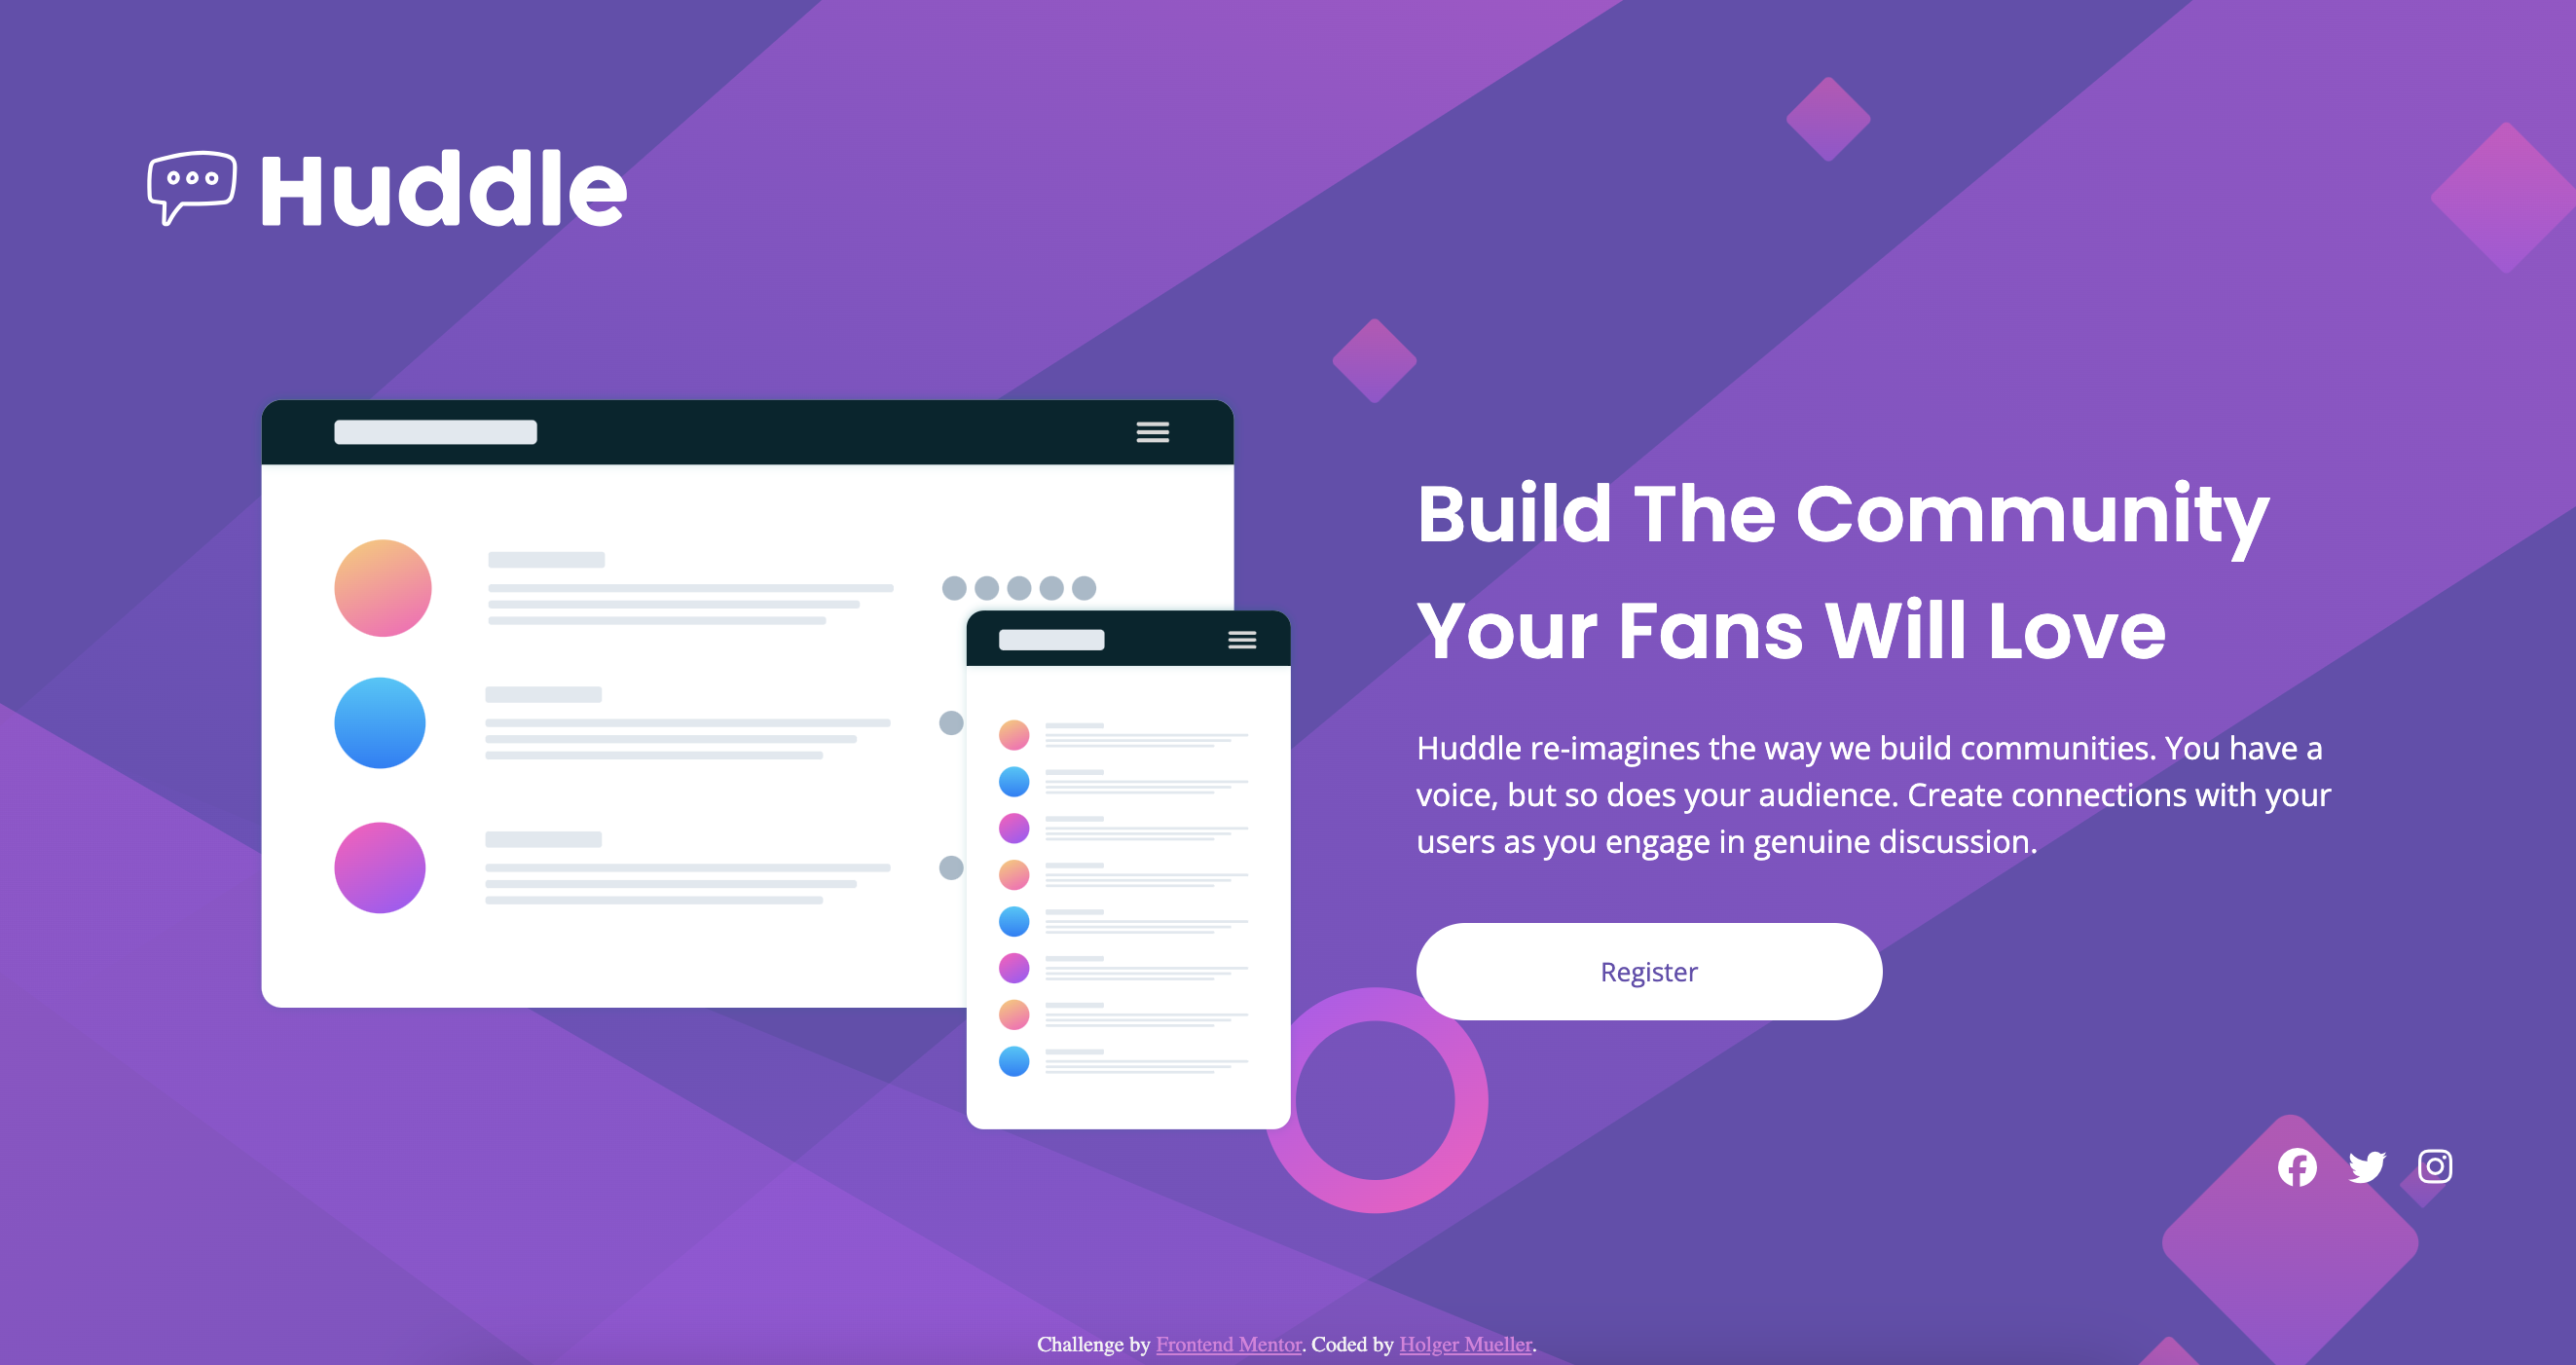 Huddle
Build The Community
Your Fans Will Love
Huddle re-imagines the way we build communities. You have a
voice, but so does your audience. Create connections with your
users as you engage in genuine discussion.
Register
Challenge by Frontend Mentor. Coded by Holger Mueller.